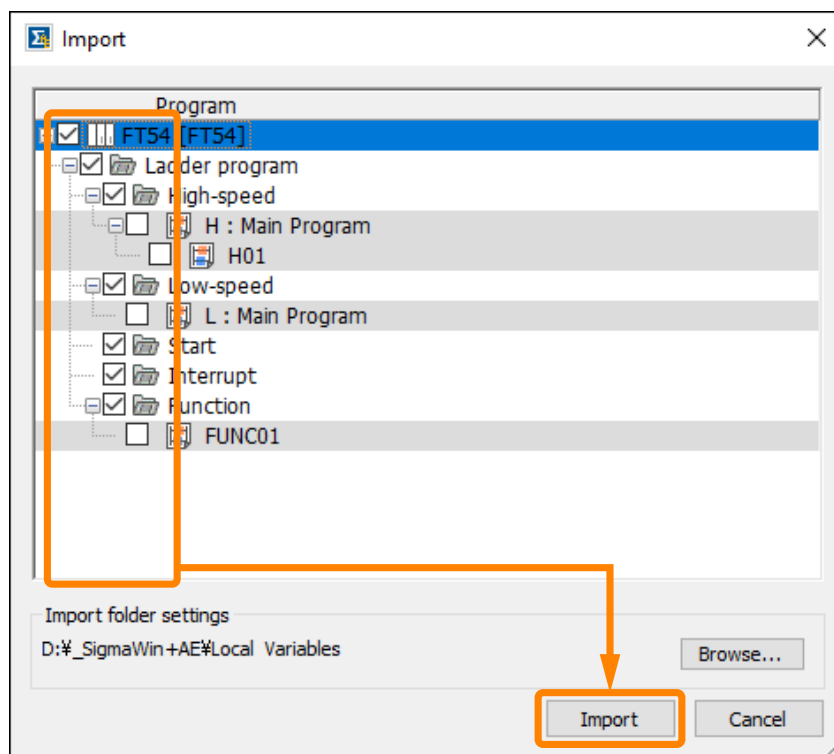 Import
Program
FT54 [FT54]
Ladder program
High-speed
H : Main Program
H01
Low-speed
L : Main Program
Start
Interrupt
Function
FUNC01
Import folder settings
D:¥_SigmaWin+AE¥Local Variables
Browse...
Import
Cancel